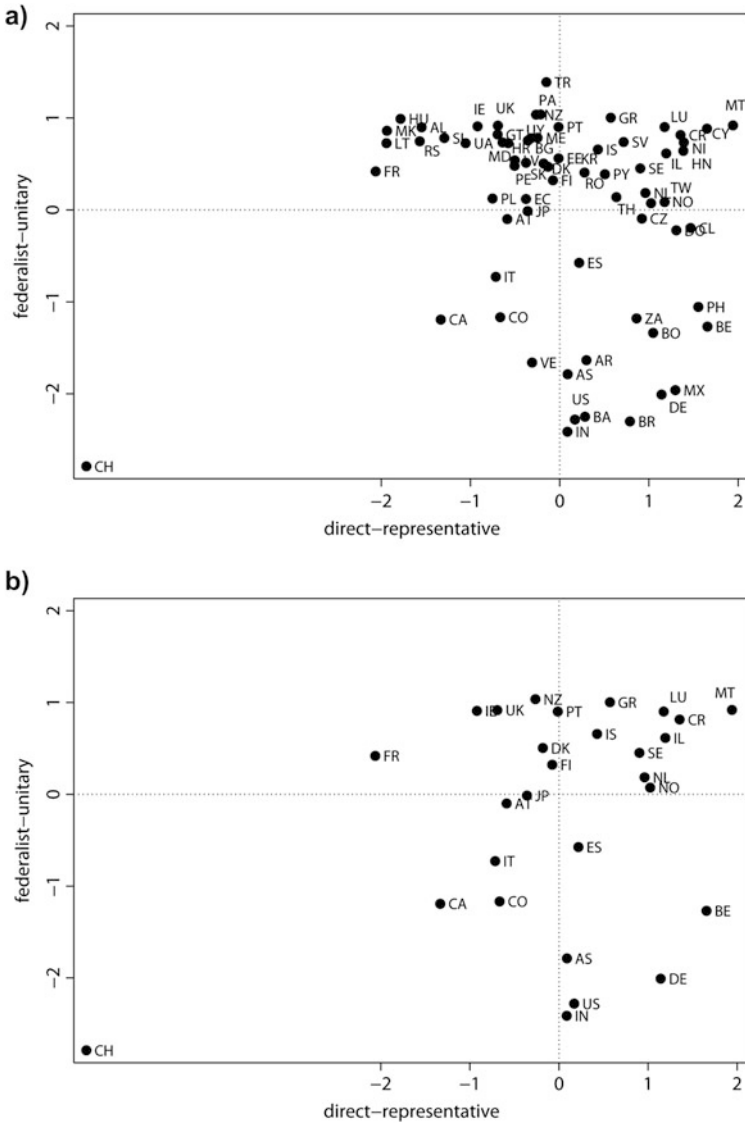 a)
2
TR
PA
NZ
IE
UK
GR
LU
MT
HU
AL
MK
GT
UY
ME
PT
CR
CY
LT
RS
SI
UA
HR
BG
SV
NI
MD
LV
EE
KR
IS
IL
HN
FR
PE
SK
DK
FI
RO
PY
SE
PL
EC
JP
TH
NL
TW
NO
AT
CZ
DO
CL
IT
ES
CA
CO
ZA
PH
BO
BE
VE
AR
AS
US
BA
BR
DE
MX
IN
CH
1
0
−1
−2
federalist−unitary
−2 −1 0 1 2
direct−representative
b)
2
NZ
GR
LU
MT
IE
UK
PT
CR
IS
IL
FR
DK
FI
SE
NL
NO
JP
AT
IT
ES
CA
CO
BE
AS
DE
US
IN
CH
1
0
−1
−2
federalist−unitary
−2 −1 0 1 2
direct−representative